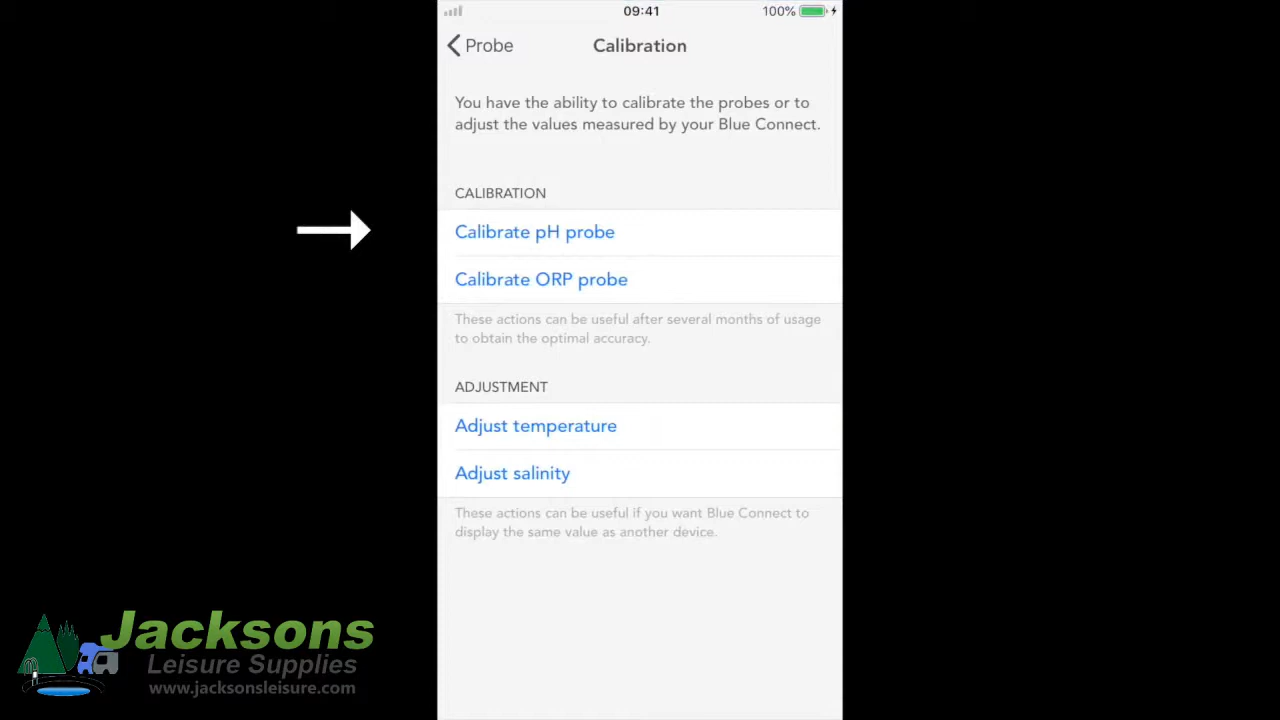 09:41
100%
Probe
Calibration
You have the ability to calibrate the probes or to
adjust the values measured by your Blue Connect.
CALIBRATION
Calibrate pH probe
Calibrate ORP probe
These actions can be useful after several months of usage
to obtain the optimal accuracy.
ADJUSTMENT
Adjust temperature
Adjust salinity
These actions can be useful if you want Blue Connect to
display the same value as another device.
Jacksons
Leisure Supplies
www.jacksonsleisure.com